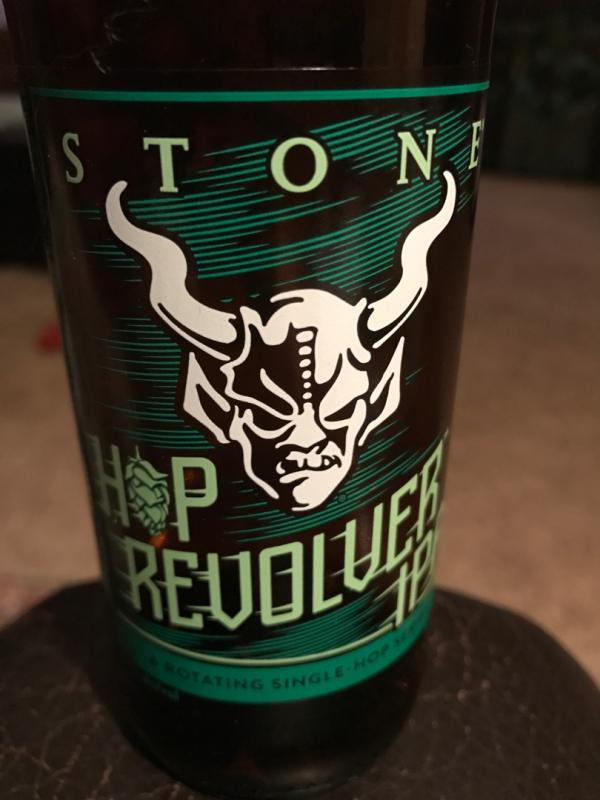 STONE
HOP
REVOLVER
IPA
A ROTATING SINGLE-HOP